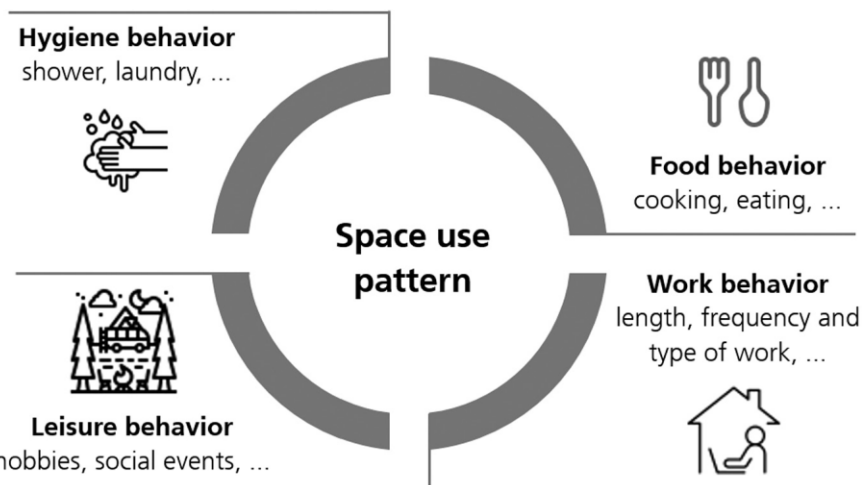 Hygiene behavior
shower, laundry, ...
Food behavior
cooking, eating, ...
Space use
pattern
Work behavior
length, frequency and
type of work, ...
Leisure behavior
hobbies, social events, ...